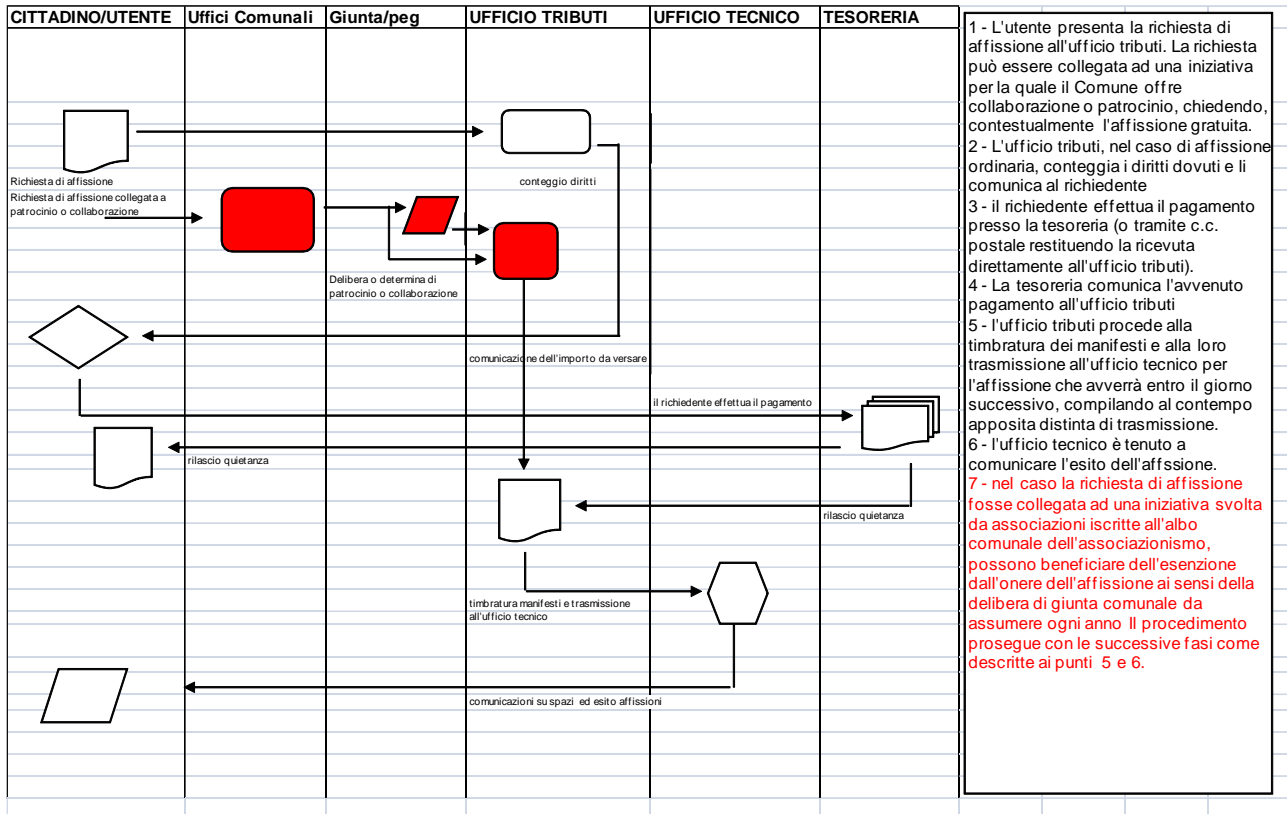 CITTADINO/UTENTE
Uffici Comunali
Giunta/peg
UFFICIO TRIBUTI
UFFICIO TECNICO
TESORERIA
Richiesta di affissione
conteggio diritti
Richiesta di affissione collegata a
patrocinio o collaborazione
Delibera o determina di
patrocinio o collaborazione
comunicazione dell'importo da versare
il richiedente effettua il pagamento
rilascio quietanza
rilascio quietanza
timbratura manifesti e trasmissione
all'ufficio tecnico
comunicazioni su spazi ed esito affissioni
1 - L'utente presenta la richiesta di
affissione all'ufficio tributi. La richiesta
può essere collegata ad una iniziativa
per la quale il Comune offre
collaborazione o patrocinio, chiedendo,
contestualmente l'affissione gratuita.
2 - L'ufficio tributi, nel caso di affissione
ordinaria, conteggia i diritti dovuti e li
comunica al richiedente
3 - il richiedente effettua il pagamento
presso la tesoreria (o tramite c.c.
postale restituendo la ricevuta
direttamente all'ufficio tributi).
4 - La tesoreria comunica l'avvenuto
pagamento all'ufficio tributi
5 - l'ufficio tributi procede alla
timbratura dei manifesti e alla loro
trasmissione all'ufficio tecnico per
l'affissione che avverrà entro il giorno
successivo, compilando al contempo
apposita distinta di trasmissione.
6 - l'ufficio tecnico è tenuto a
comunicare l'esito dell'affssione.
7 - nel caso la richiesta di affissione
fosse collegata ad una iniziativa svolta
da associazioni iscritte all'albo
comunale dell'associazionismo,
possono beneficiare dell'esenzione
dall'onere dell'affissione ai sensi della
delibera di giunta comunale da
assumere ogni anno Il procedimento
prosegue con le successive fasi come
descritte ai punti 5 e 6.